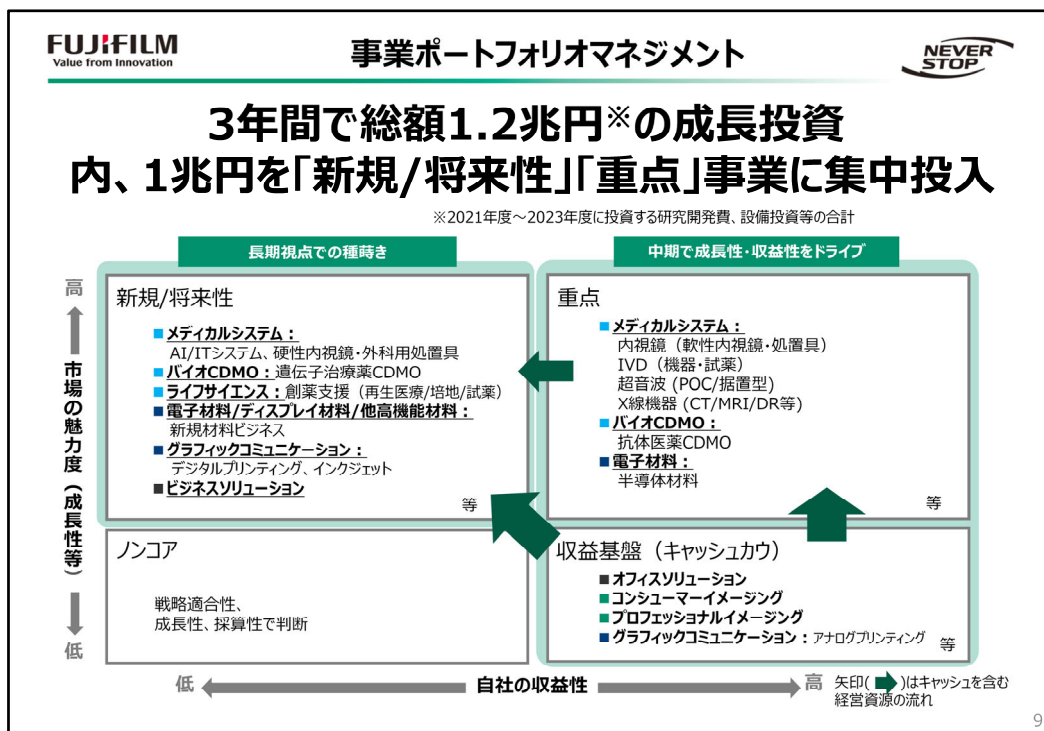 FUJIFILM
Value from Innovation
事業ポートフォリオマネジメント
NEVER
STOP
3年間で総額1.2兆円※の成長投資
内、1兆円を「新規/将来性」「重点」事業に集中投入
※2021年度～2023年度に投資する研究開発費、設備投資等の合計
長期視点での種蒔き
中期で成長性・収益性をドライブ
高
市場の魅力度(成長性等)
低
新規/将来性
■メディカルシステム：
AI/ITシステム、硬性内視鏡・外科用処置具
■バイオCDMO：遺伝子治療薬CDMO
■ライフサイエンス：創薬支援（再生医療/培地/試薬）
■電子材料/ディスプレイ材料/他高機能材料：
新規材料ビジネス
■グラフィックコミュニケーション：
デジタルプリンティング、インクジェット
■ビジネスソリューション
等
重点
■メディカルシステム：
内視鏡（軟性内視鏡・処置具）
IVD（機器・試薬）
超音波 (POC/据置型)
X線機器 (CT/MRI/DR等)
■バイオCDMO：
抗体医薬CDMO
■電子材料：
半導体材料
等
ノンコア
戦略適合性、
成長性、採算性で判断
収益基盤（キャッシュカウ）
■オフィスソリューション
■コンシューマーイメージング
■プロフェッショナルイメージング
■グラフィックコミュニケーション：アナログプリンティング
等
低
自社の収益性
高
矢印( )はキャッシュを含む
経営資源の流れ
9